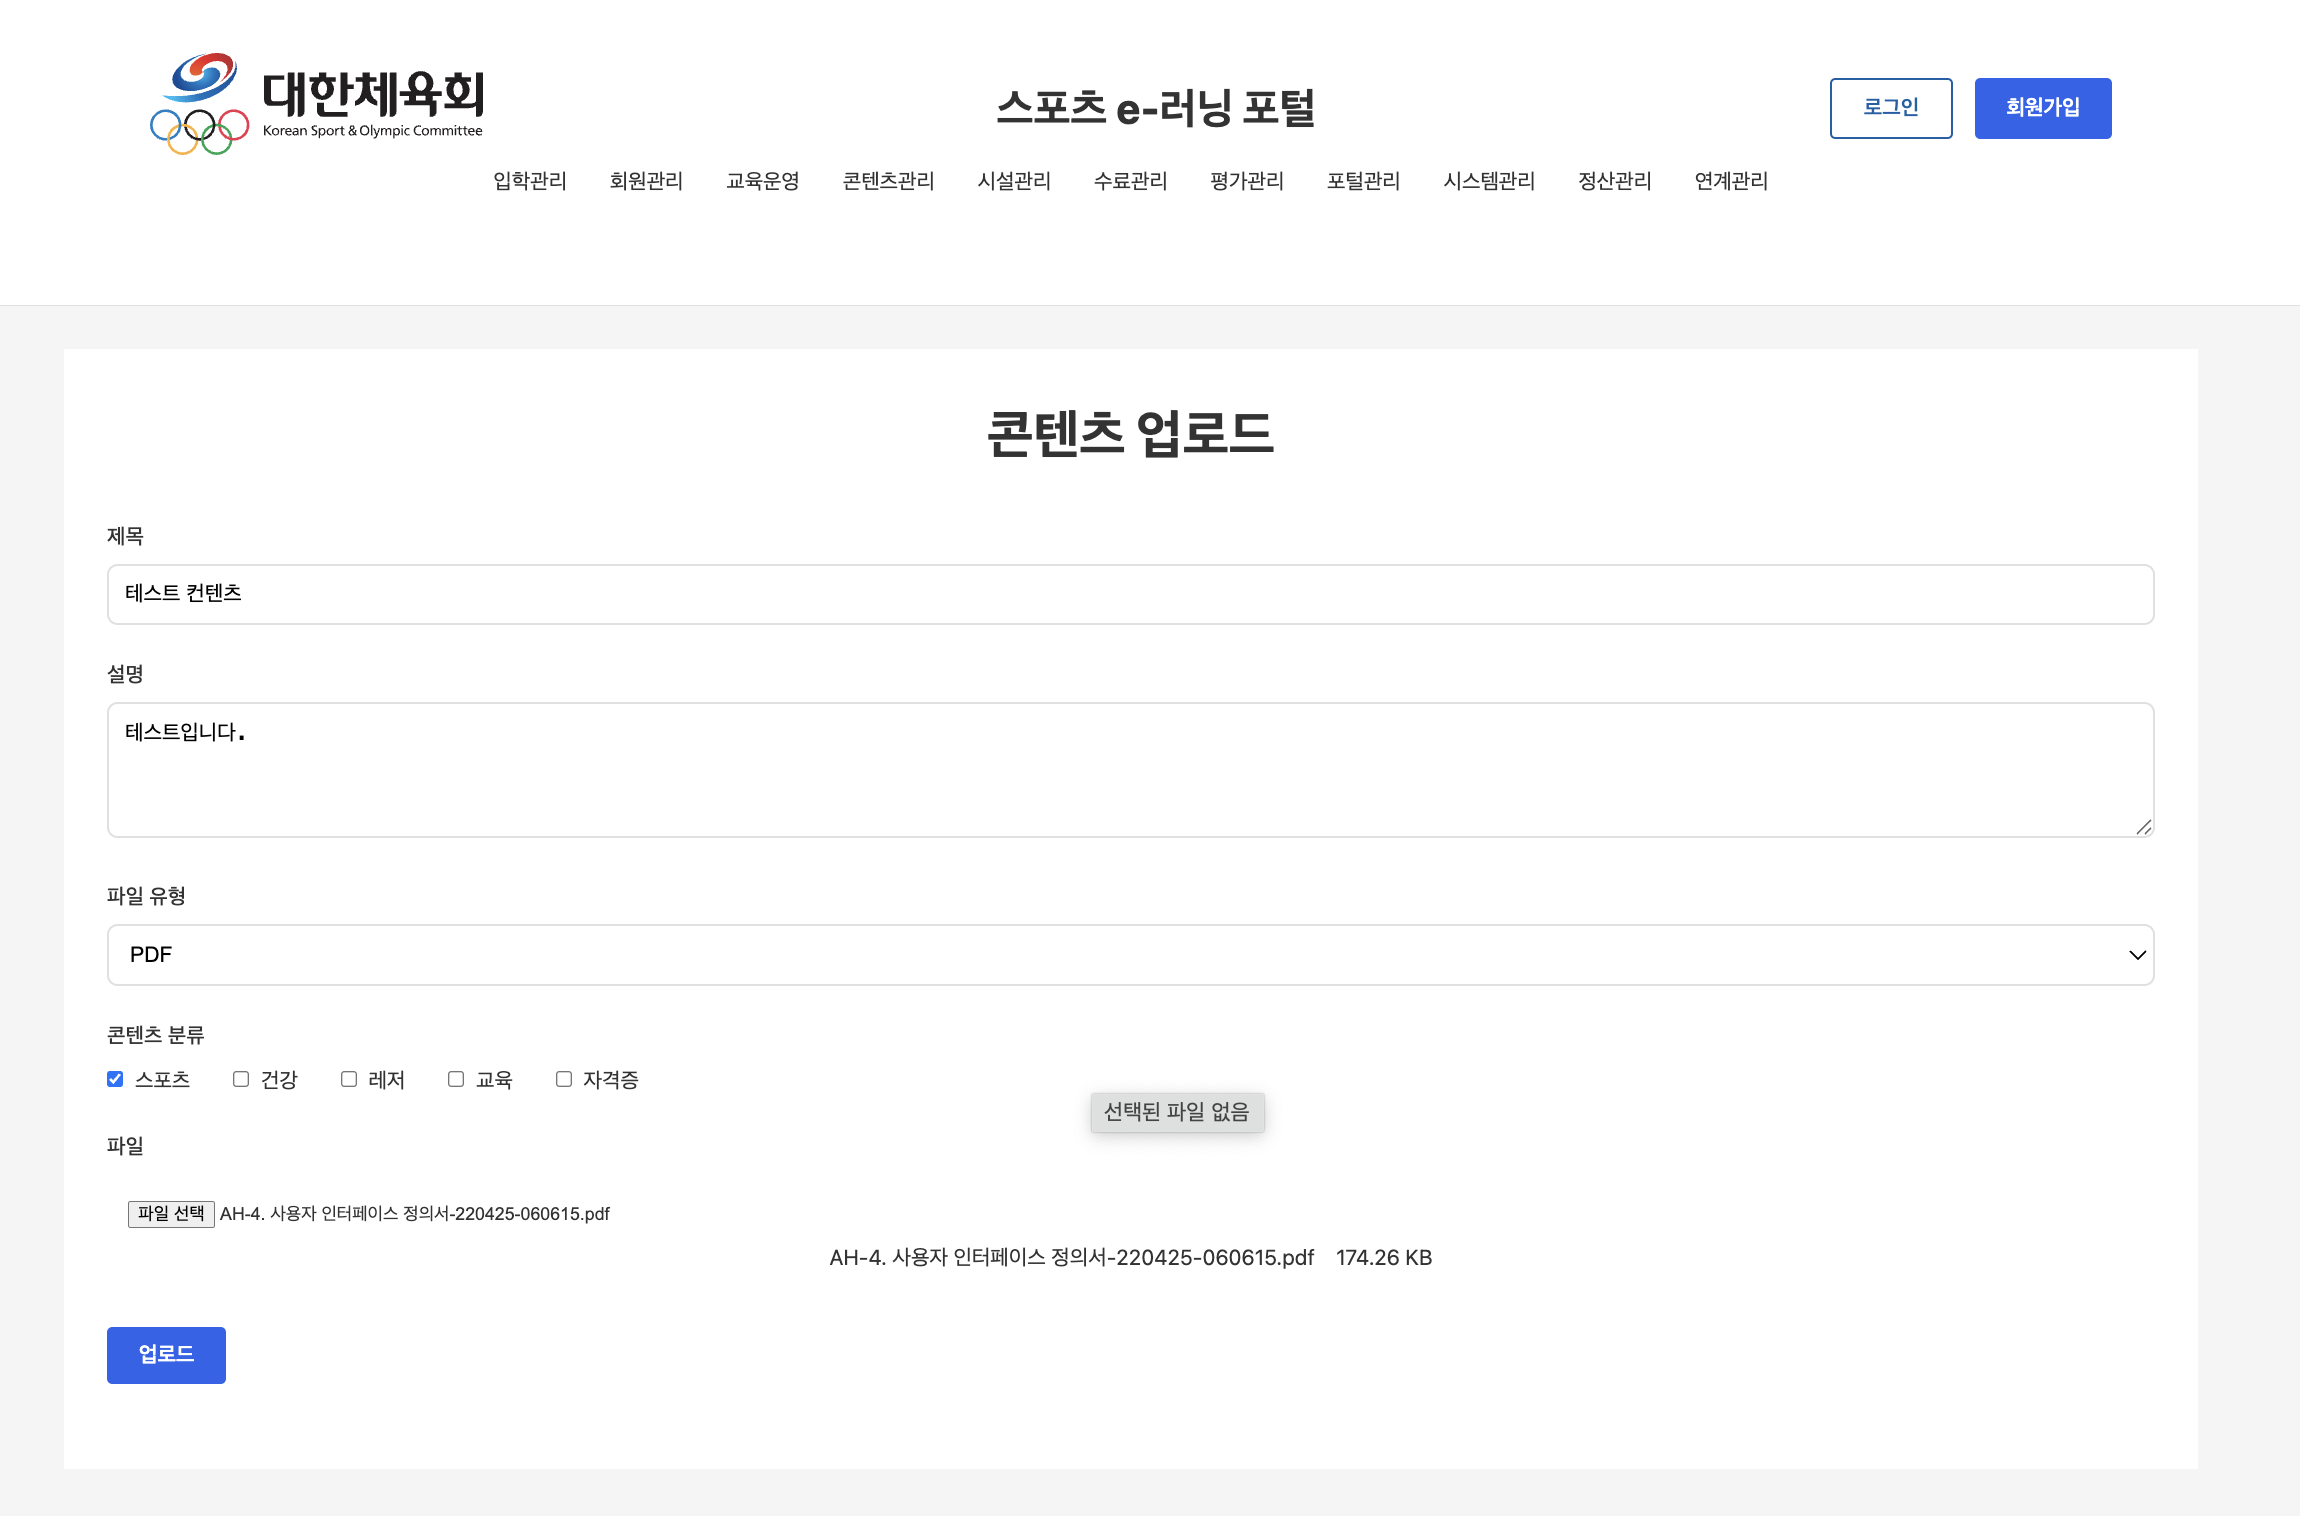 대한체육회
Korean Sport & Olympic Committee
스포츠 e-러닝 포털
로그인
회원가입
입학관리 회원관리 교육운영 콘텐츠관리 시설관리 수료관리 평가관리 포털관리 시스템관리 정산관리 연계관리
콘텐츠 업로드
제목
테스트 컨텐츠
설명
테스트입니다.
파일 유형
PDF
콘텐츠 분류
스포츠 건강 레저 교육 자격증
선택된 파일 없음
파일
파일 선택 AH-4. 사용자 인터페이스 정의서-220425-060615.pdf
AH-4. 사용자 인터페이스 정의서-220425-060615.pdf 174.26 KB
업로드